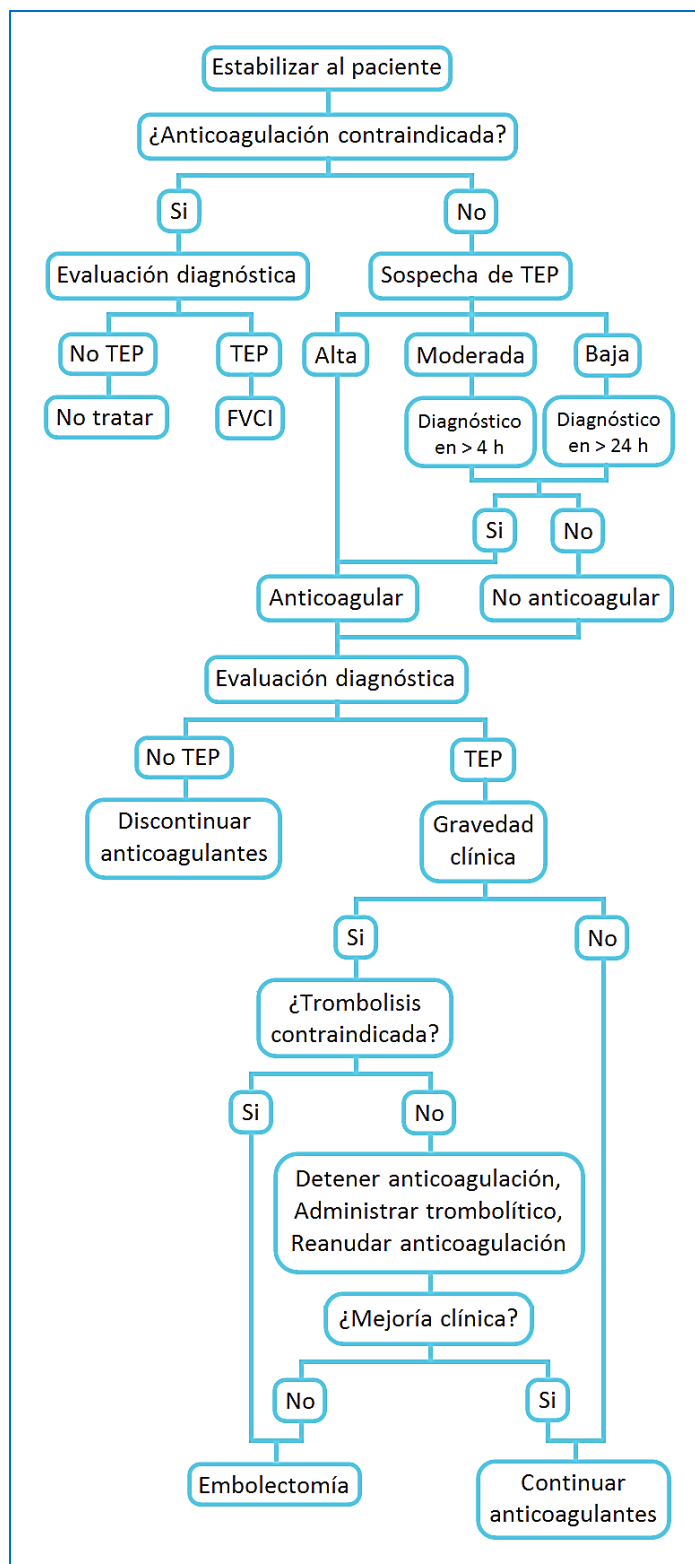 Estabilizar al paciente
¿Anticoagulación contraindicada?
Si
No
Evaluación diagnóstica
Sospecha de TEP
No TEP
TEP
Alta
Moderada
Baja
No tratar
FVCI
Diagnóstico
en > 4 h
Diagnóstico
en > 24 h
Si
No
Anticoagular
No anticoagular
Evaluación diagnóstica
No TEP
TEP
Discontinuar
anticoagulantes
Gravedad
clínica
Si
No
¿Trombolisis
contraindicada?
Si
No
Detener anticoagulación,
Administrar trombolítico,
Reanudar anticoagulación
¿Mejoría clínica?
No
Si
Embolectomía
Continuar
anticoagulantes